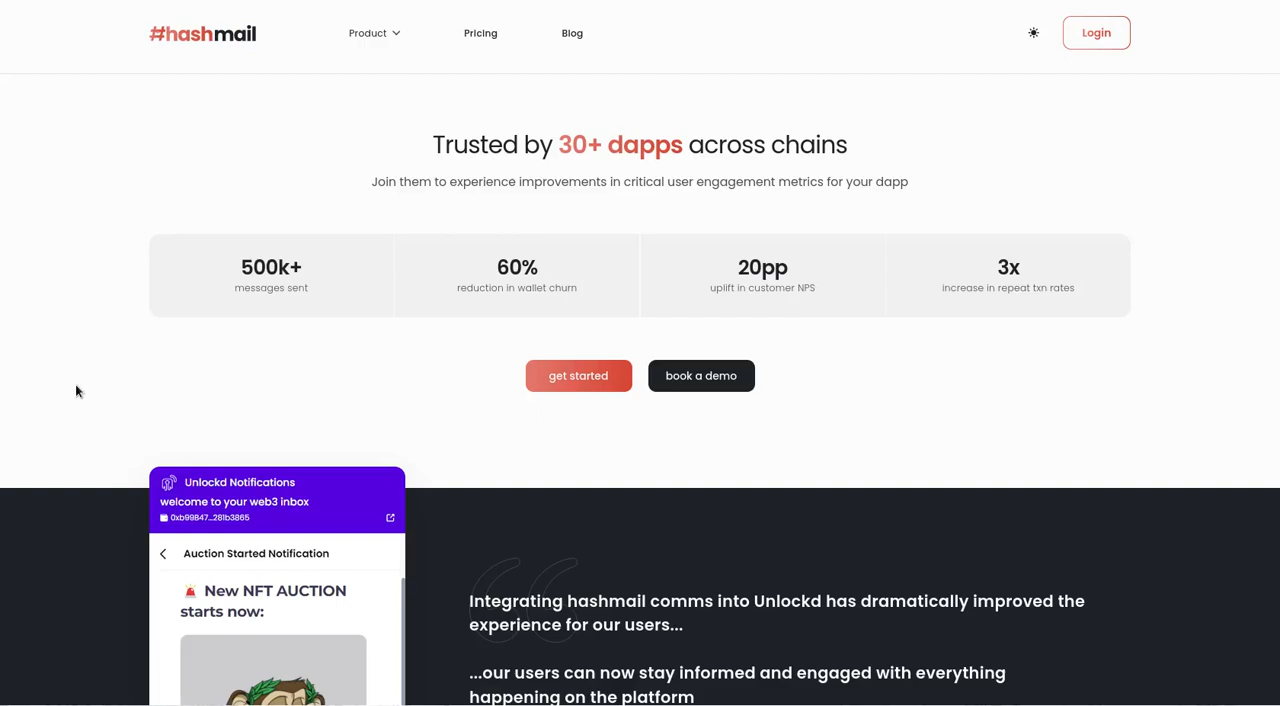 #hashmail
Product
Pricing
Blog
Login
Trusted by 30+ dapps across chains
Join them to experience improvements in critical user engagement metrics for your dapp
500k+
messages sent
60%
reduction in wallet churn
20pp
uplift in customer NPS
3x
increase in repeat txn rates
get started
book a demo
Unlockd Notifications
welcome to your web3 inbox
0xb99847...281b3865
Auction Started Notification
New NFT AUCTION
starts now:
Integrating hashmail comms into Unlockd has dramatically improved the
experience for our users...
...our users can now stay informed and engaged with everything
happening on the platform